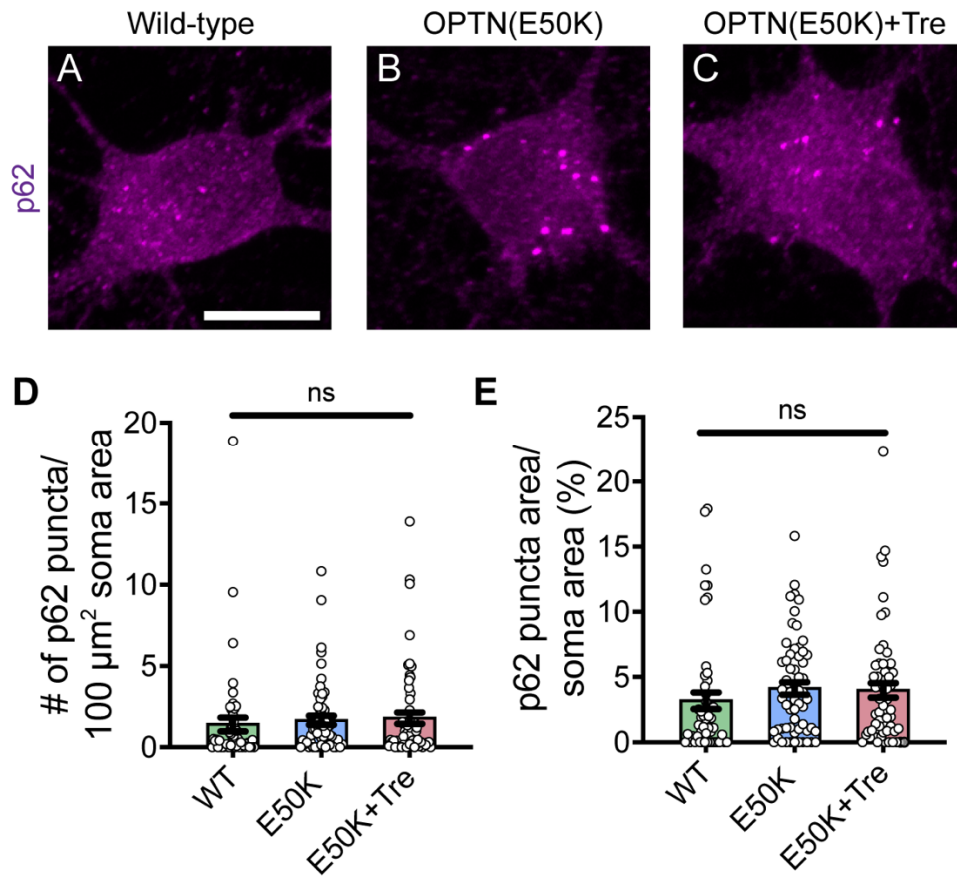 Wild-type
OPTN(E50K)
OPTN(E50K)+Tre
A
B
C
p62
D
ns
# of p62 puncta/
100 µm² soma area
20
15
10
5
0
WT
E50K
E50K+Tre
E
ns
p62 puncta area/
soma area (%)
25
20
15
10
5
0
WT
E50K
E50K+Tre